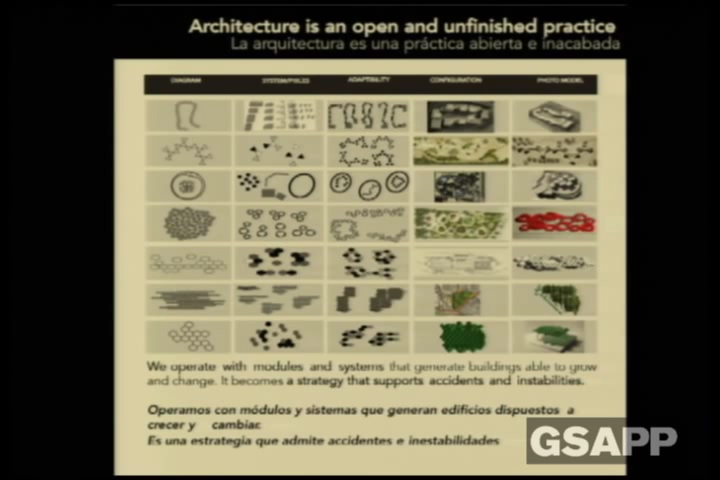 Architecture is an open and unfinished practice
La arquitectura es una práctica abierta e inacabada
DIAGRAM SYSTEM/PIECES ADAPTIBILITY CONFIGURATION PHOTO MODEL
We operate with modules and systems that generate buildings able to grow
and change. It becomes a strategy that supports accidents and instabilities.
Operamos con módulos y sistemas que generan edificios dispuestos a
crecer y cambiar.
Es una estrategia que admite accidentes e inestabilidades
GSAPP